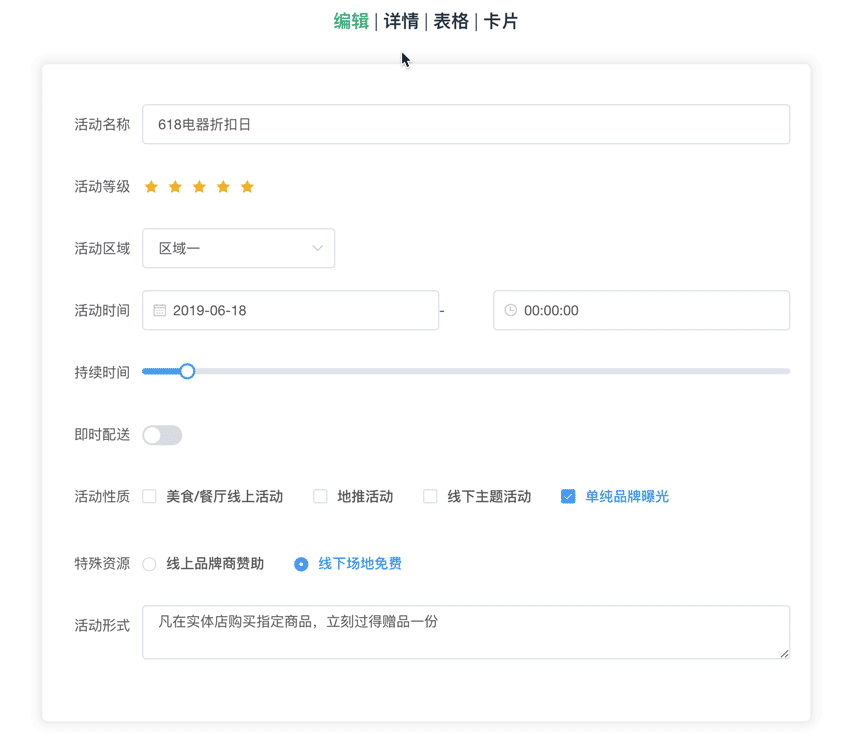 编辑 | 详情 | 表格 | 卡片
活动名称 618电器折扣日
活动等级
活动区域 区域一
活动时间 2019-06-18 - 00:00:00
持续时间
即时配送
活动性质 美食/餐厅线上活动 地推活动 线下主题活动 单纯品牌曝光
特殊资源 线上品牌商赞助 线下场地免费
活动形式 凡在实体店购买指定商品，立刻过得赠品一份